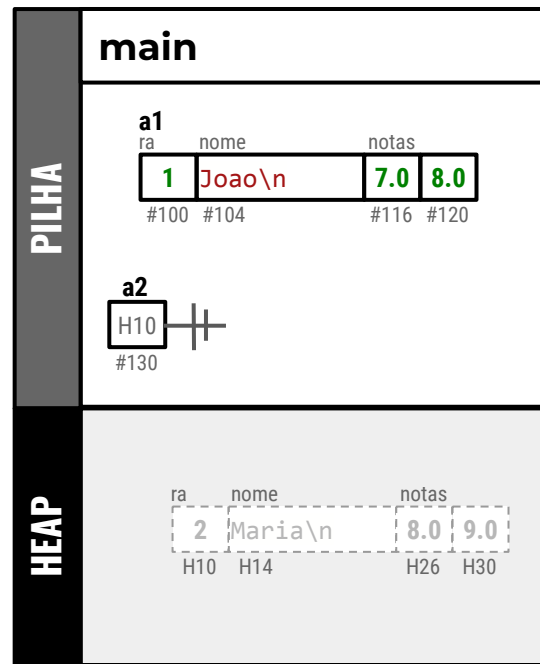 main
PILHA
a1
ra nome notas
1 Joao\n 7.0 8.0
#100 #104 #116 #120
a2
H10
#130
HEAP
ra nome notas
2 Maria\n 8.0 9.0
H10 H14 H26 H30